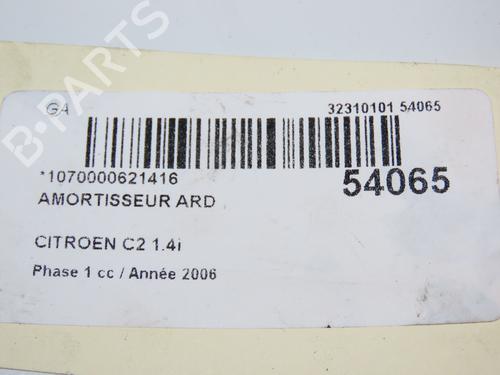 GA
32310101 54065
*1070000621416
54065
AMORTISSEUR ARD
CITROEN C2 1.4i
Phase 1 cc / Année 2006
B-PARTS